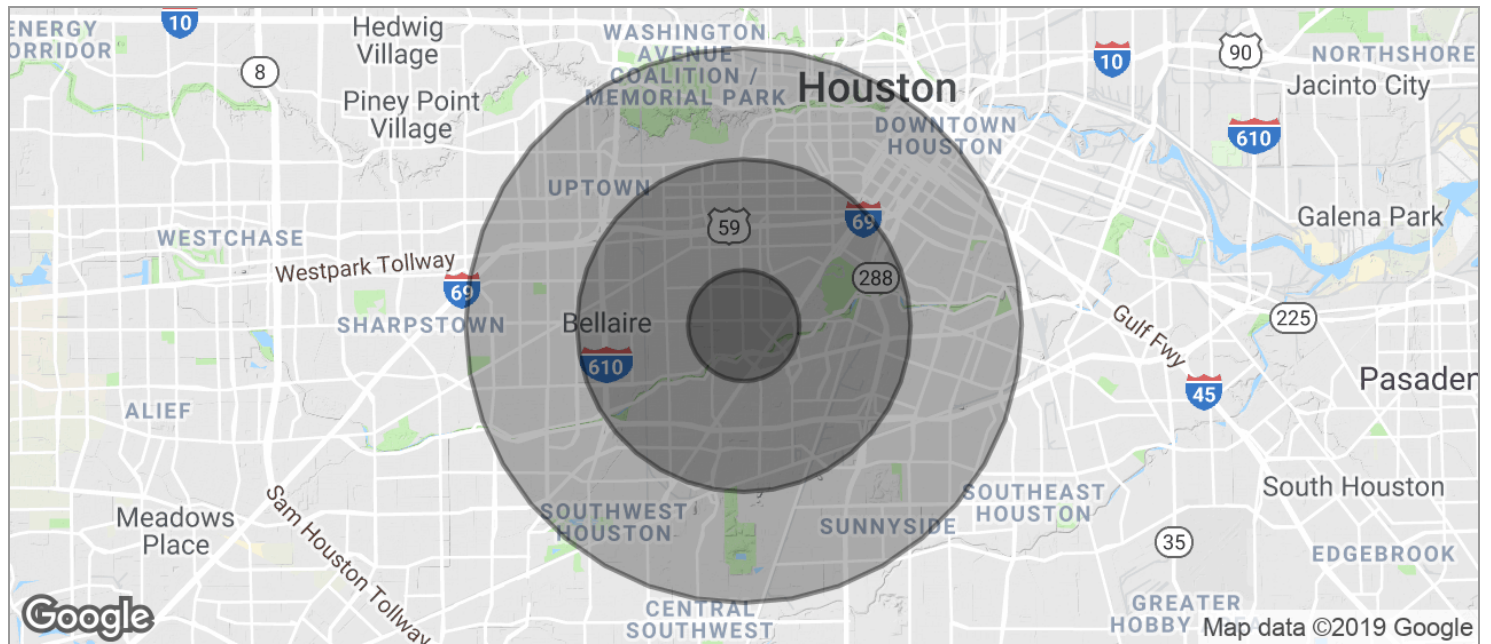 ENERGY
CORRIDOR
10
Hedwig
Village
WASHINGTON
AVENUE
COALITION /
MEMORIAL PARK
10
90
NORTHSHORE
8
Jacinto City
Piney Point
Village
Houston
DOWNTOWN
HOUSTON
610
UPTOWN
59
69
Galena Park
WESTCHASE
Westpark Tollway
69
288
SHARPSTOWN
Bellaire
610
Gulf Fwy
225
45
Pasaden
ALIEF
Meadows
Place
Sam Houston Tollway
SOUTHWEST
HOUSTON
SUNNYSIDE
SOUTHEAST
HOUSTON
South Houston
35
EDGEBROOK
CENTRAL
SOUTHWEST
GREATER
HOBBY
Google
Map data ©2019 Google